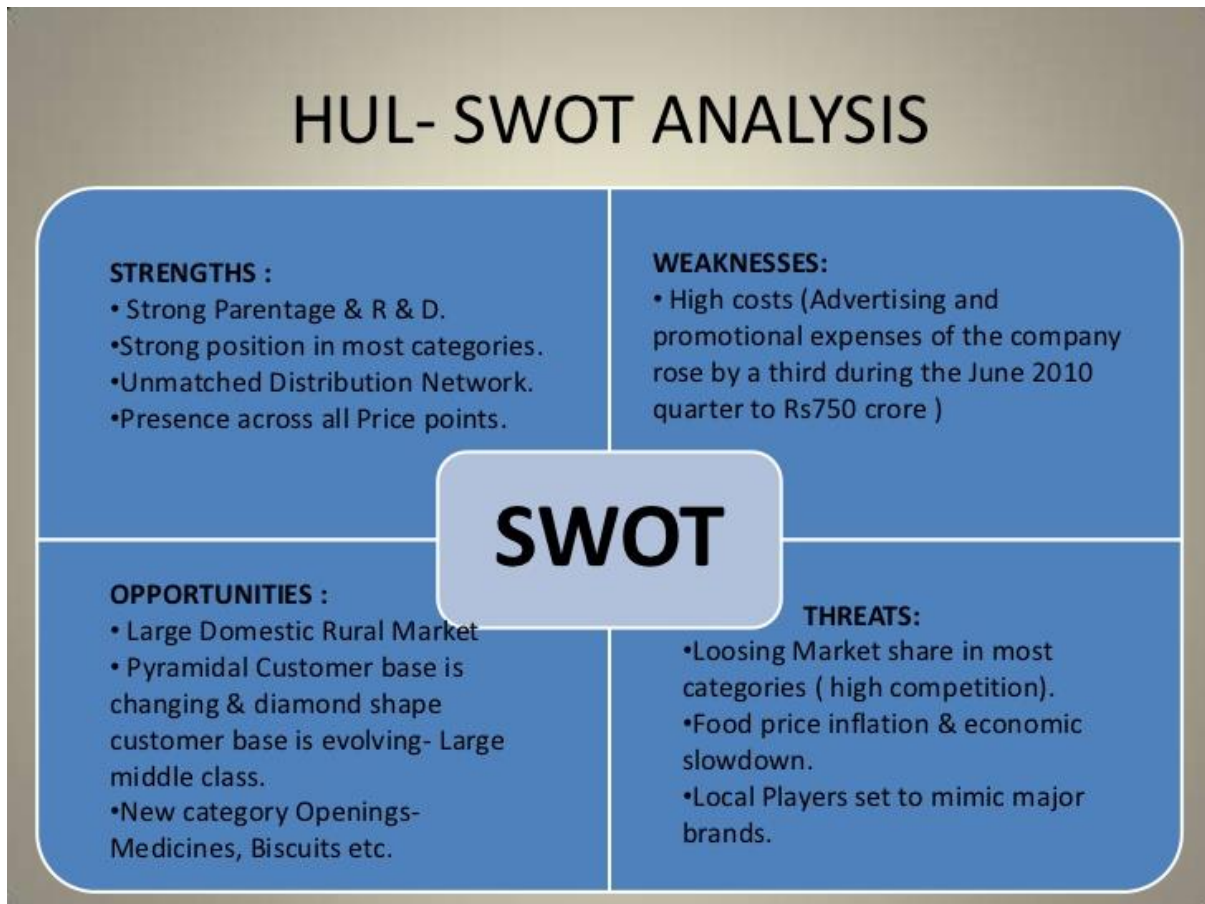 HUL- SWOT ANALYSIS
STRENGTHS :
• Strong Parentage & R & D.
•Strong position in most categories.
•Unmatched Distribution Network.
•Presence across all Price points.
WEAKNESSES:
• High costs (Advertising and
promotional expenses of the company
rose by a third during the June 2010
quarter to Rs750 crore )
SWOT
OPPORTUNITIES :
• Large Domestic Rural Market
• Pyramidal Customer base is
changing & diamond shape
customer base is evolving- Large
middle class.
•New category Openings-
Medicines, Biscuits etc.
THREATS:
•Loosing Market share in most
categories ( high competition).
•Food price inflation & economic
slowdown.
•Local Players set to mimic major
brands.